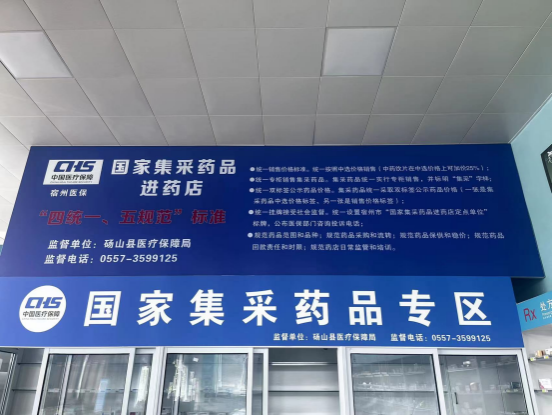 CHS
中国医疗保障
宿州医保
国家集采药品
进药店
“四统一、五规范”标准
监督单位：砀山县医疗保障局
监督电话：0557-3599125
●统一销售价格标准。统一按照中选价格销售（中药饮片在中选价格上可加价25%）；
●统一专柜销售集采药品。集采药品统一实行专柜销售，并标明“集采”字样；
●统一双标签公示药品价格。集采药品统一采取双标签公示药品价格（一张是集
采药品中选价格标签、另一张是销售价格标签）；
●统一挂牌接受社会监督。统一设置宿州市“国家集采药品进药店定点单位”
标牌，公布医保部门咨询投诉电话；
●规范药品范围和品种；规范药品采购和流转；规范药品保供和稳价；规范药品
回款责任和时限；规范药店日常监管和培训。
CHS
中国医疗保障
国家集采药品专区
监督单位：砀山县医疗保障局 监督电话：0557-3599125
Rx 处方